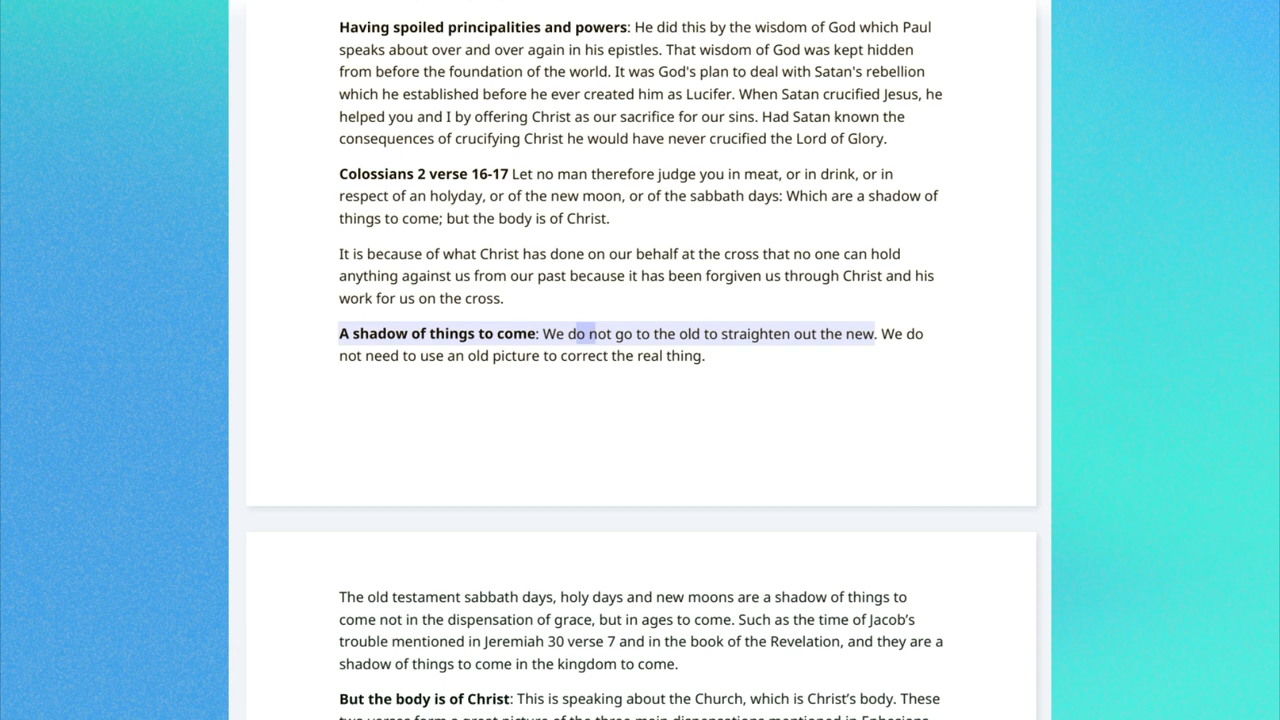 Having spoiled principalities and powers: He did this by the wisdom of God which Paul
speaks about over and over again in his epistles. That wisdom of God was kept hidden
from before the foundation of the world. It was God's plan to deal with Satan's rebellion
which he established before he ever created him as Lucifer. When Satan crucified Jesus, he
helped you and I by offering Christ as our sacrifice for our sins. Had Satan known the
consequences of crucifying Christ he would have never crucified the Lord of Glory.
Colossians 2 verse 16-17 Let no man therefore judge you in meat, or in drink, or in
respect of an holyday, or of the new moon, or of the sabbath days: Which are a shadow of
things to come; but the body is of Christ.
It is because of what Christ has done on our behalf at the cross that no one can hold
anything against us from our past because it has been forgiven us through Christ and his
work for us on the cross.
A shadow of things to come: We do not go to the old to straighten out the new. We do
not need to use an old picture to correct the real thing.
The old testament sabbath days, holy days and new moons are a shadow of things to
come not in the dispensation of grace, but in ages to come. Such as the time of Jacob’s
trouble mentioned in Jeremiah 30 verse 7 and in the book of the Revelation, and they are a
shadow of things to come in the kingdom to come.
But the body is of Christ: This is speaking about the Church, which is Christ’s body. These
two verses form a great picture of the three main dispensations mentioned in Ephesians